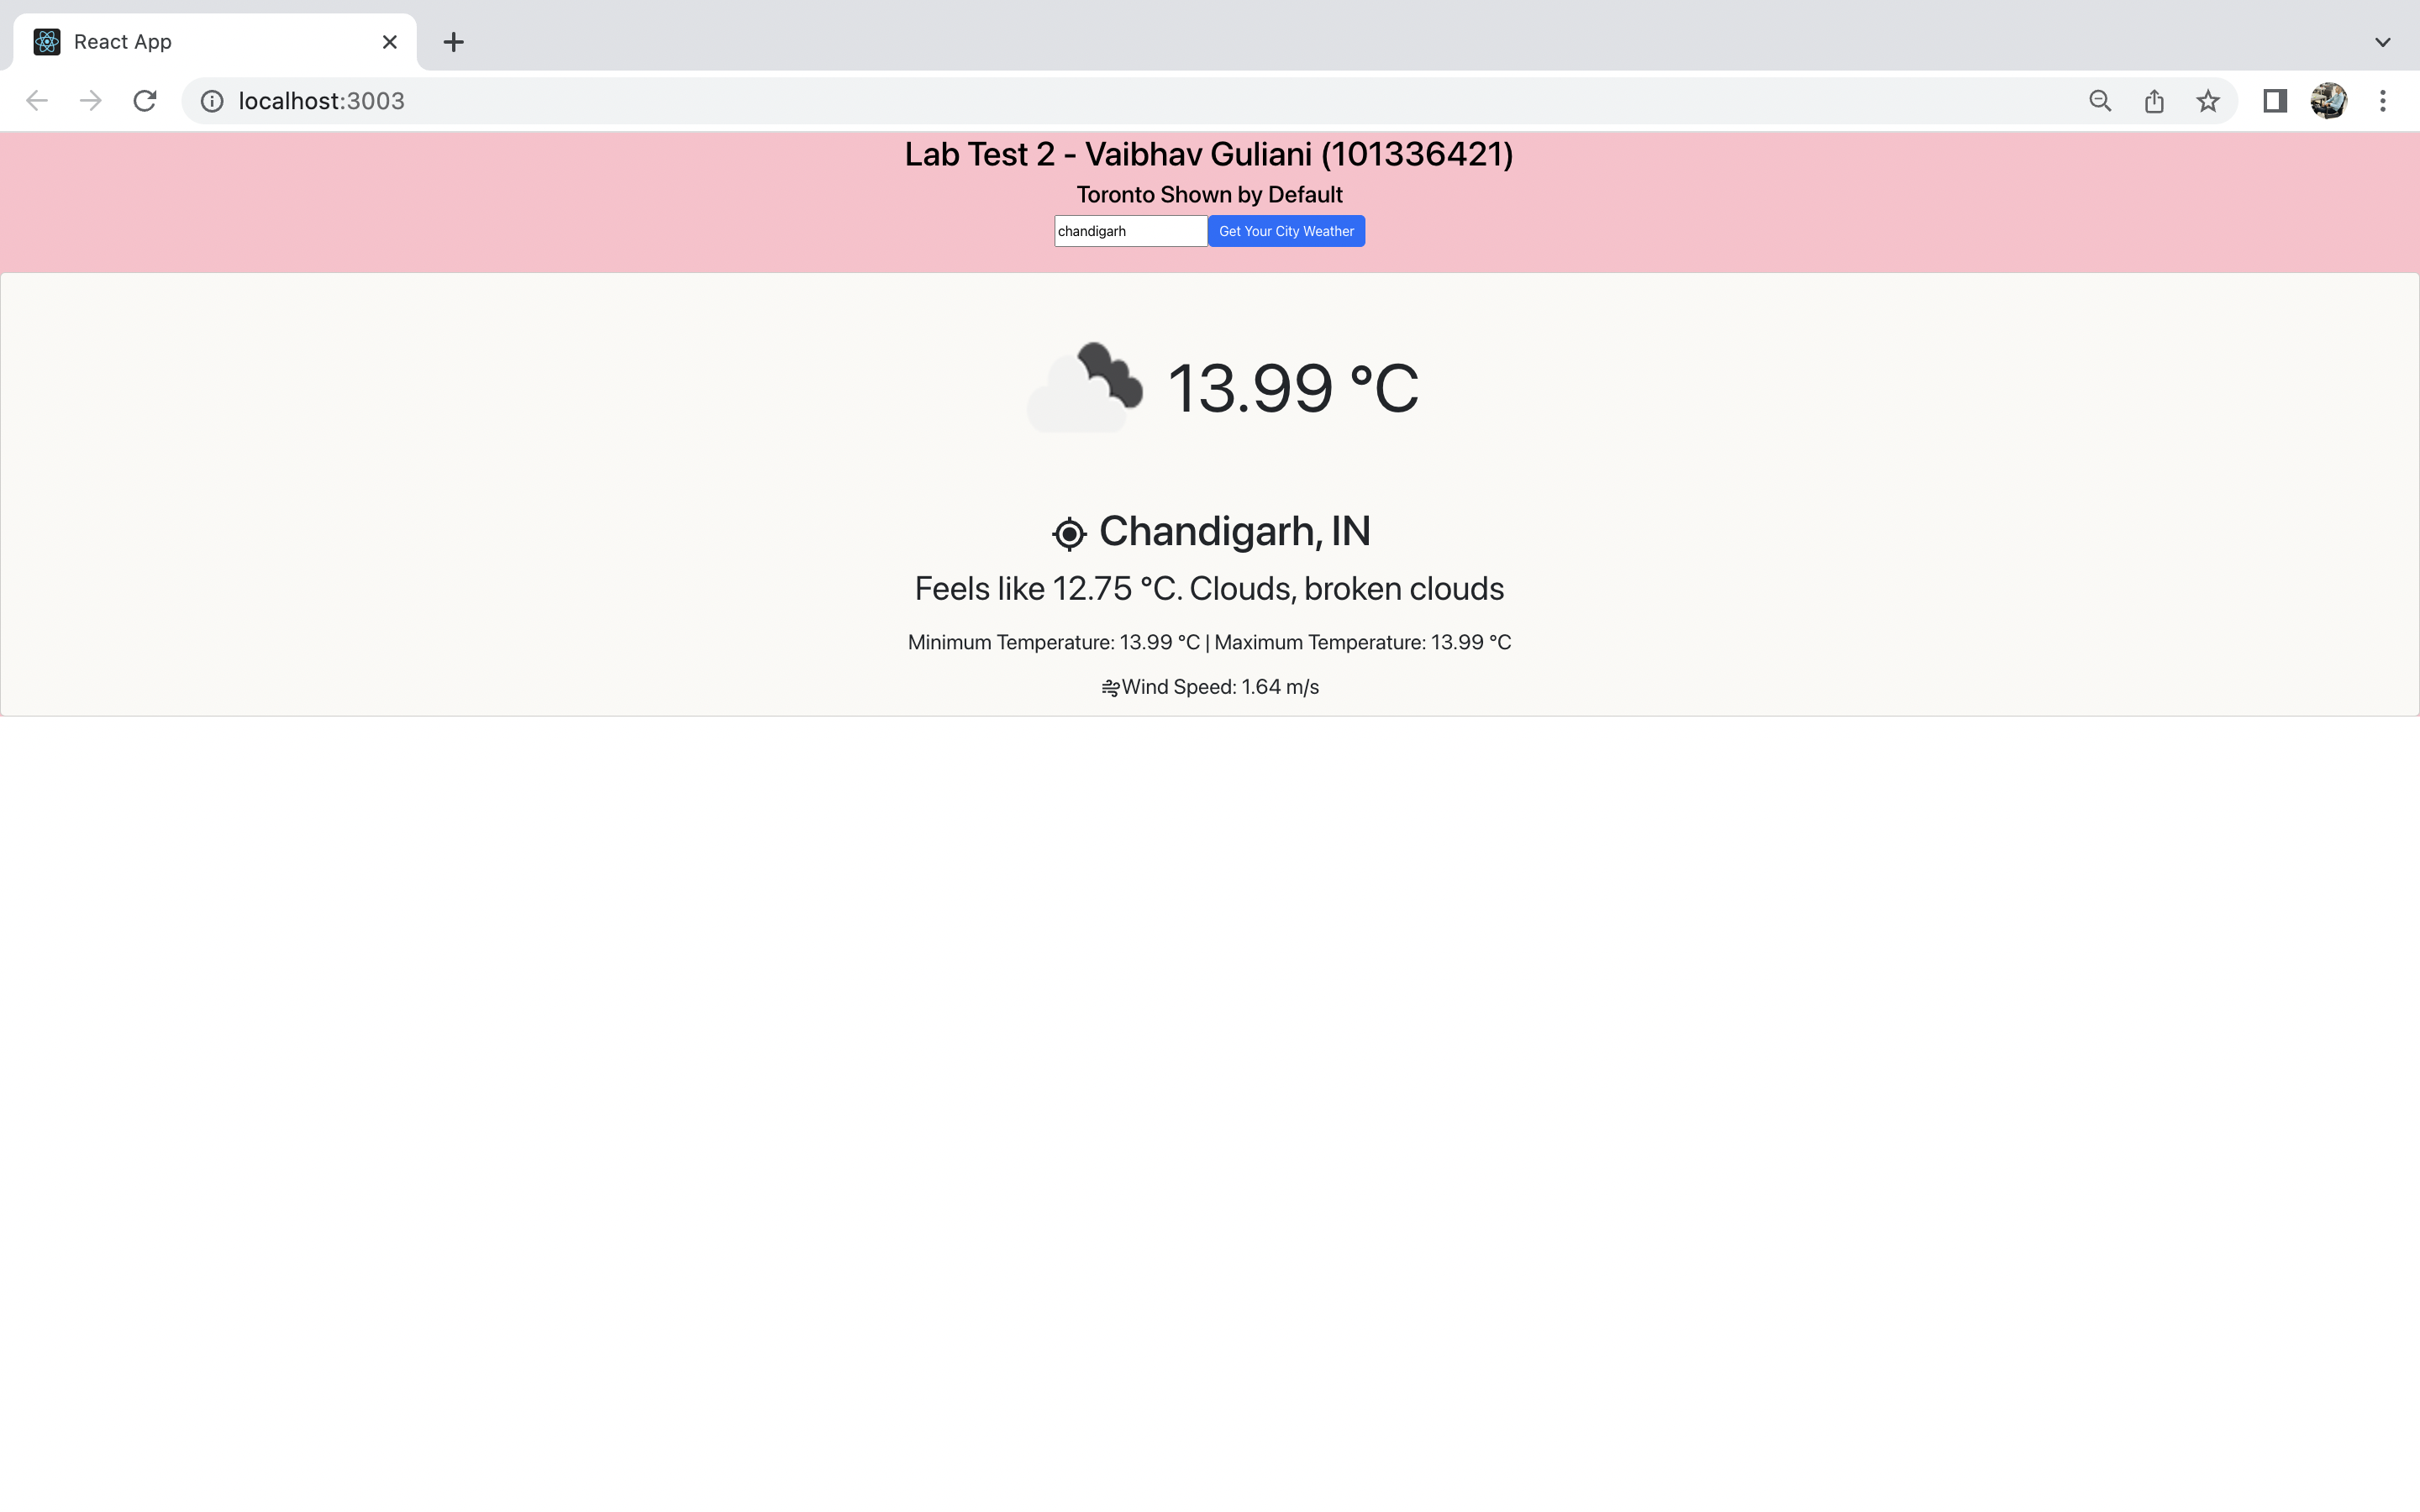 React App
localhost:3003
Lab Test 2 - Vaibhav Guliani (101336421)
Toronto Shown by Default
chandigarh Get Your City Weather
13.99 °C
Chandigarh, IN
Feels like 12.75 °C. Clouds, broken clouds
Minimum Temperature: 13.99 °C | Maximum Temperature: 13.99 °C
Wind Speed: 1.64 m/s